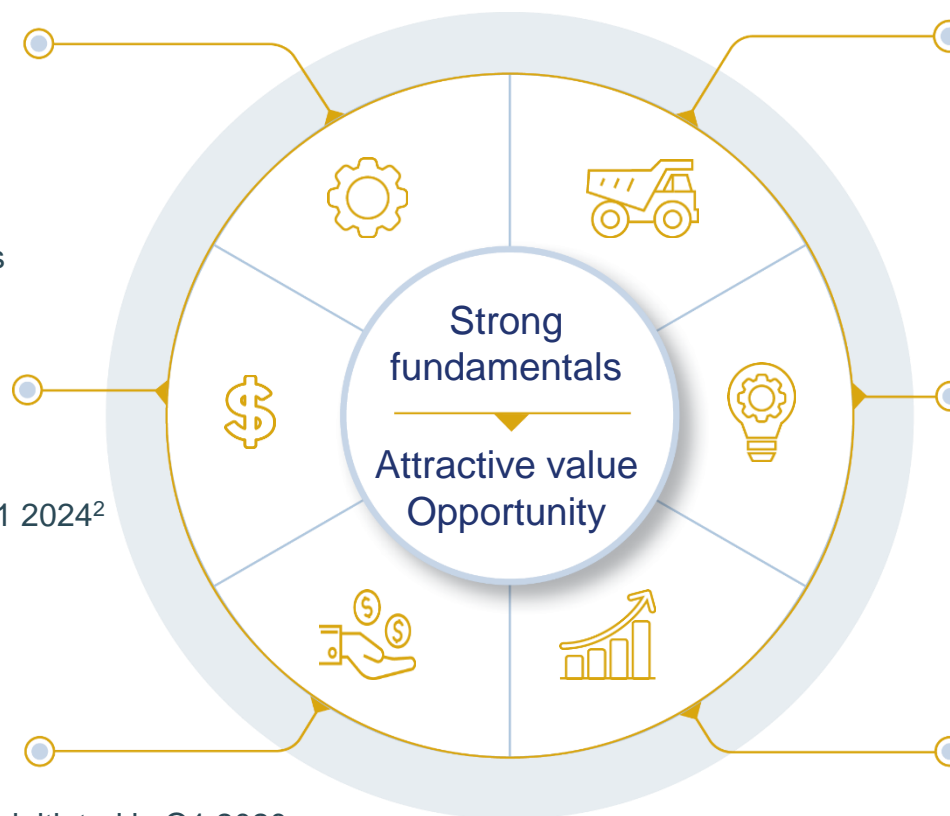 s
Strong
fundamentals
Attractive value
Opportunity
1 2024²
$
$
$